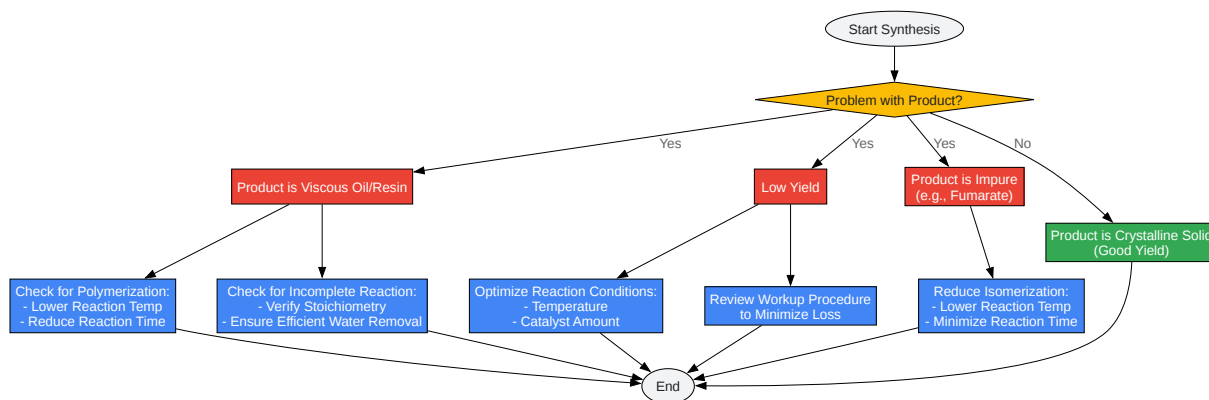 Start Synthesis
Problem with Product?
Yes
Yes
Yes
No
Product is Viscous Oil/Resin
Low Yield
Product is Impure
(e.g., Fumarate)
Product is Crystalline Solid
(Good Yield)
Check for Polymerization:
- Lower Reaction Temp
- Reduce Reaction Time
Check for Incomplete Reaction:
- Verify Stoichiometry
- Ensure Efficient Water Removal
Optimize Reaction Conditions:
- Temperature
- Catalyst Amount
Review Workup Procedure
to Minimize Loss
Reduce Isomerization:
- Lower Reaction Temp
- Minimize Reaction Time
End